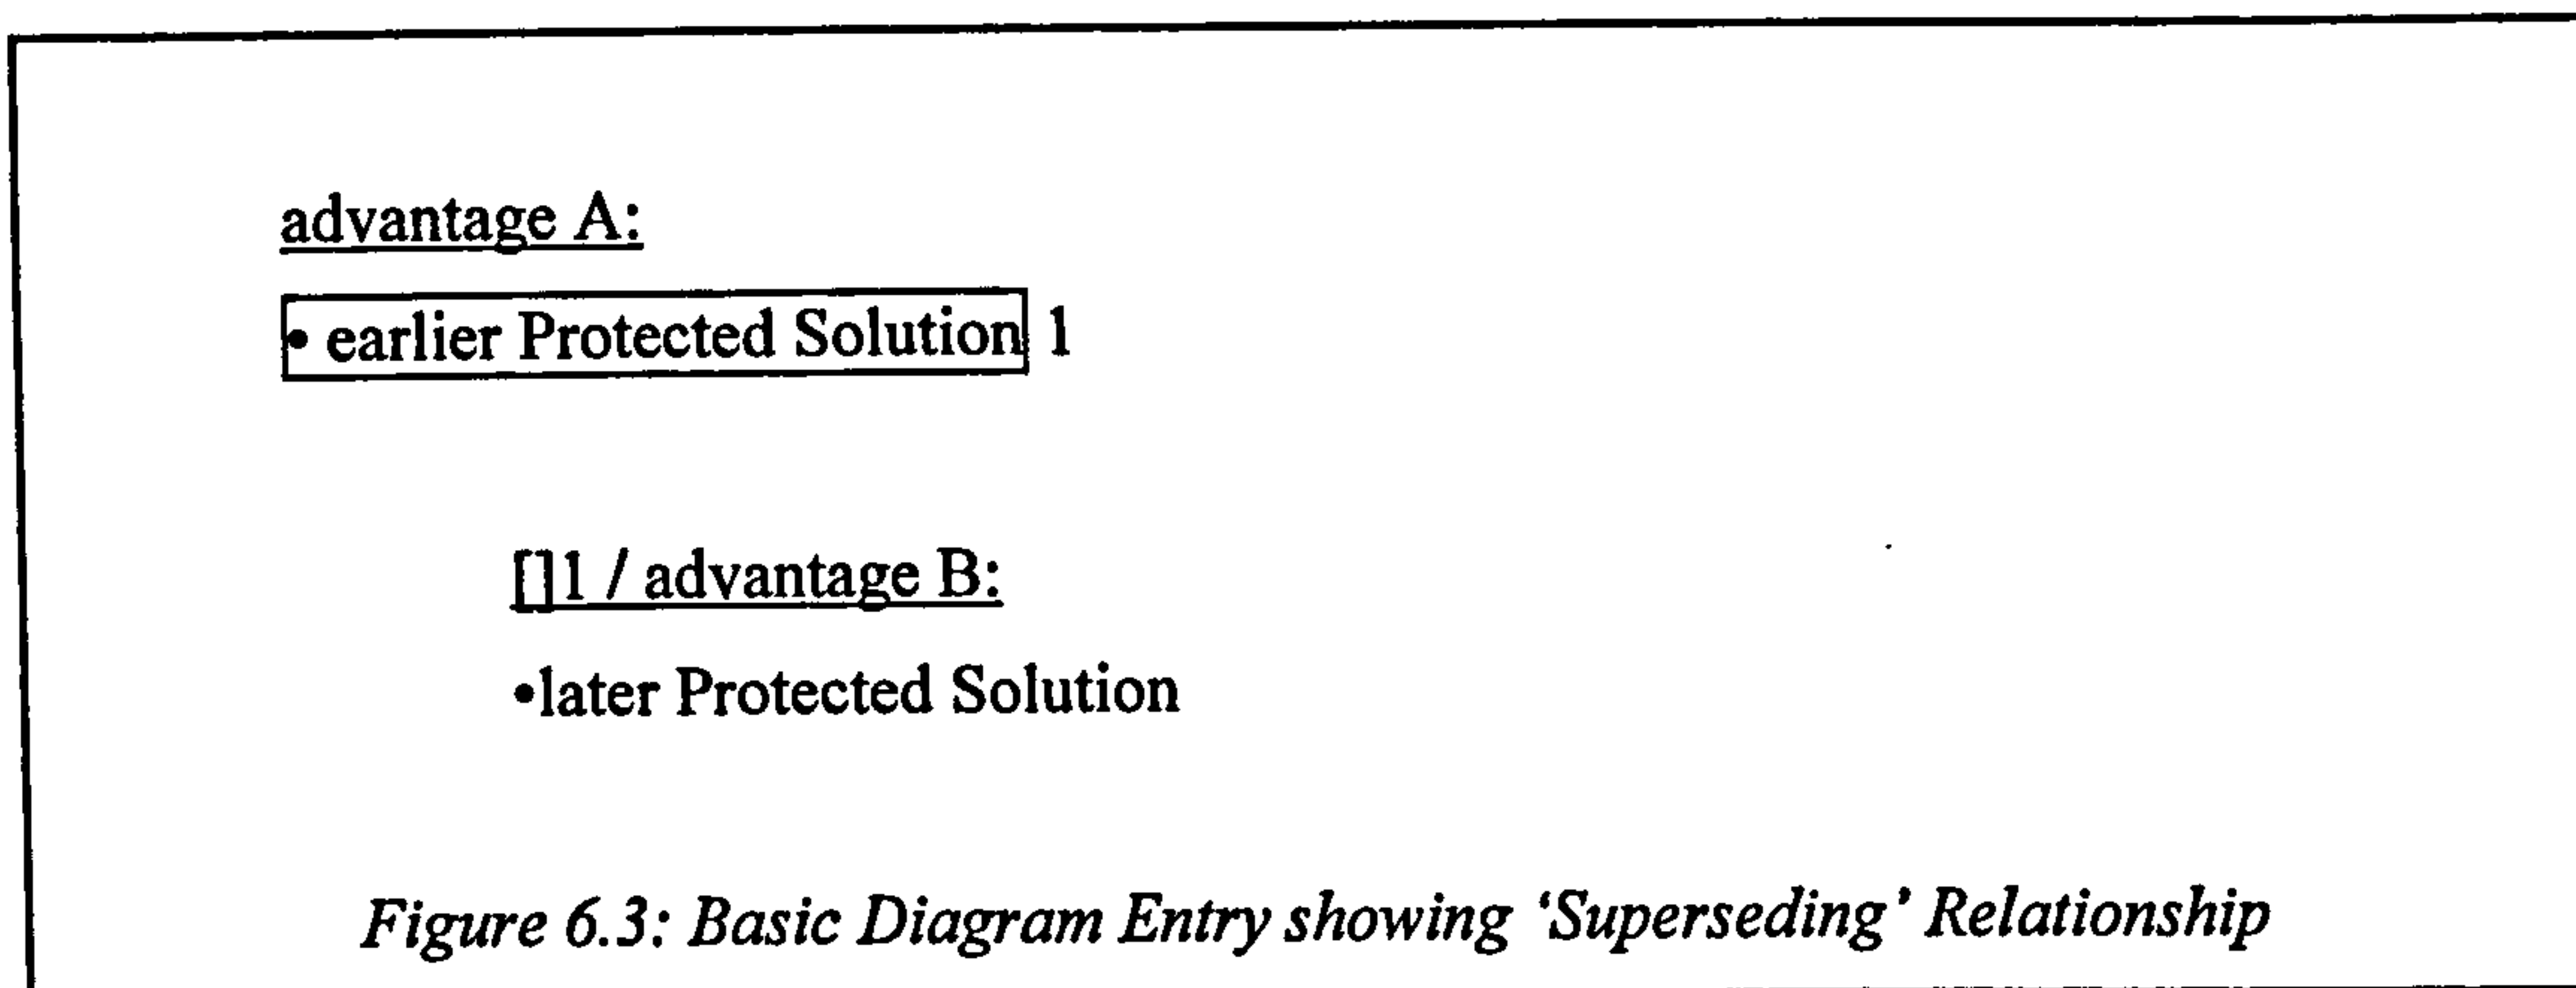 advantage A:
• earlier Protected Solution 1
[]1 / advantage B:
•later Protected Solution
Figure 6.3: Basic Diagram Entry showing ‘Superseding’ Relationship